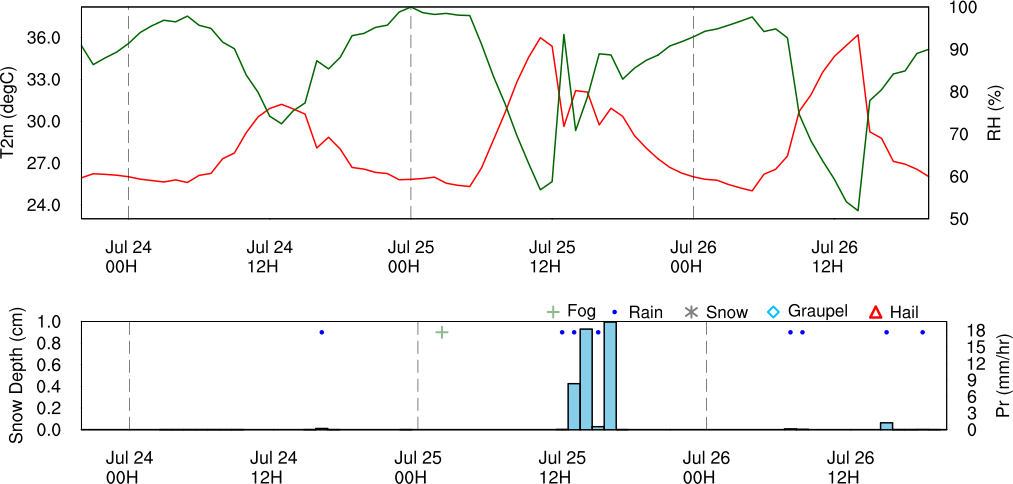 T2m (degC)
36.0
33.0
30.0
27.0
24.0
100
90
80
70
60
50
RH (%)
Jul 24 Jul 24 Jul 25 Jul 25 Jul 26 Jul 26
00H 12H 00H 12H 00H 12H
Fog Rain Snow Graupel Hail
Snow Depth (cm)
1.0
0.8
0.6
0.4
0.2
0.0
18
15
12
9
6
3
0
Pr (mm/hr)
Jul 24 Jul 24 Jul 25 Jul 25 Jul 26 Jul 26
00H 12H 00H 12H 00H 12H